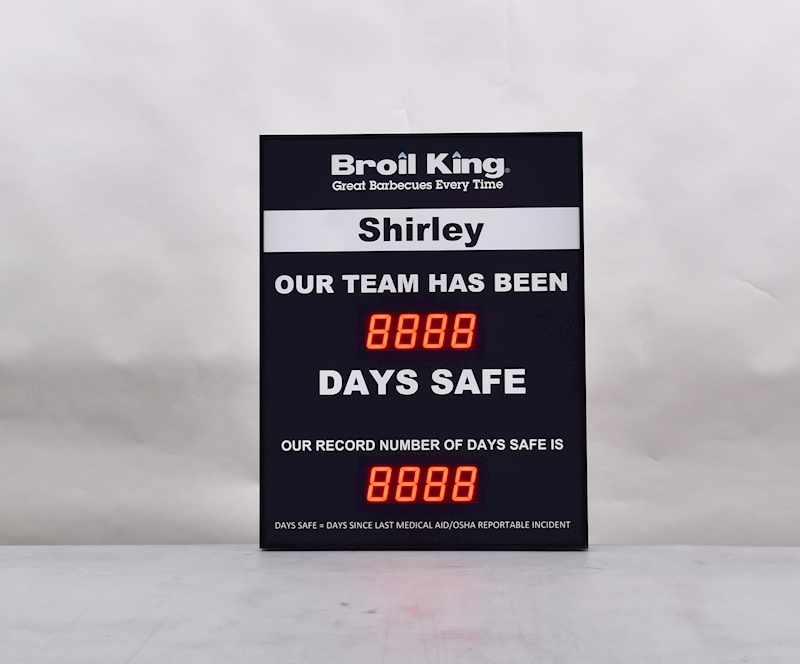 Broil King®
Great Barbecues Every Time
Shirley
OUR TEAM HAS BEEN
8888
DAYS SAFE
OUR RECORD NUMBER OF DAYS SAFE IS
8888
DAYS SAFE = DAYS SINCE LAST MEDICAL AID/OSHA REPORTABLE INCIDENT